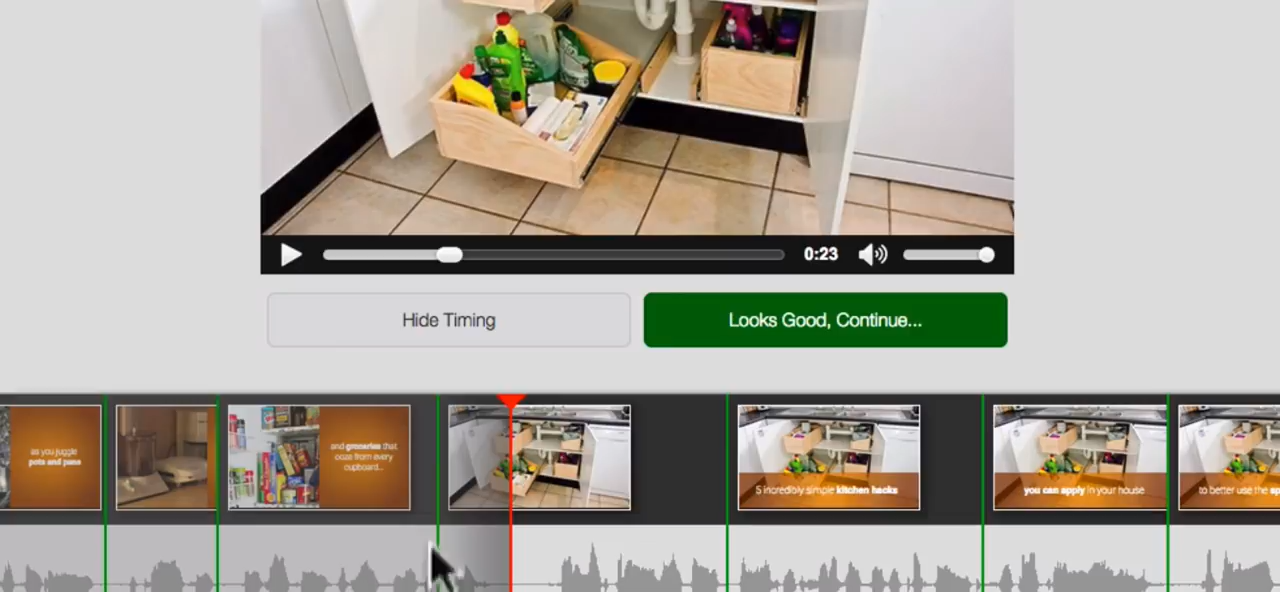 0:23
Hide Timing
Looks Good, Continue...
as you juggle
pots and pans
and groceries that
ooze from every
cupboard...
5 incredibly simple kitchen hacks
you can apply in your house
to better use the sp